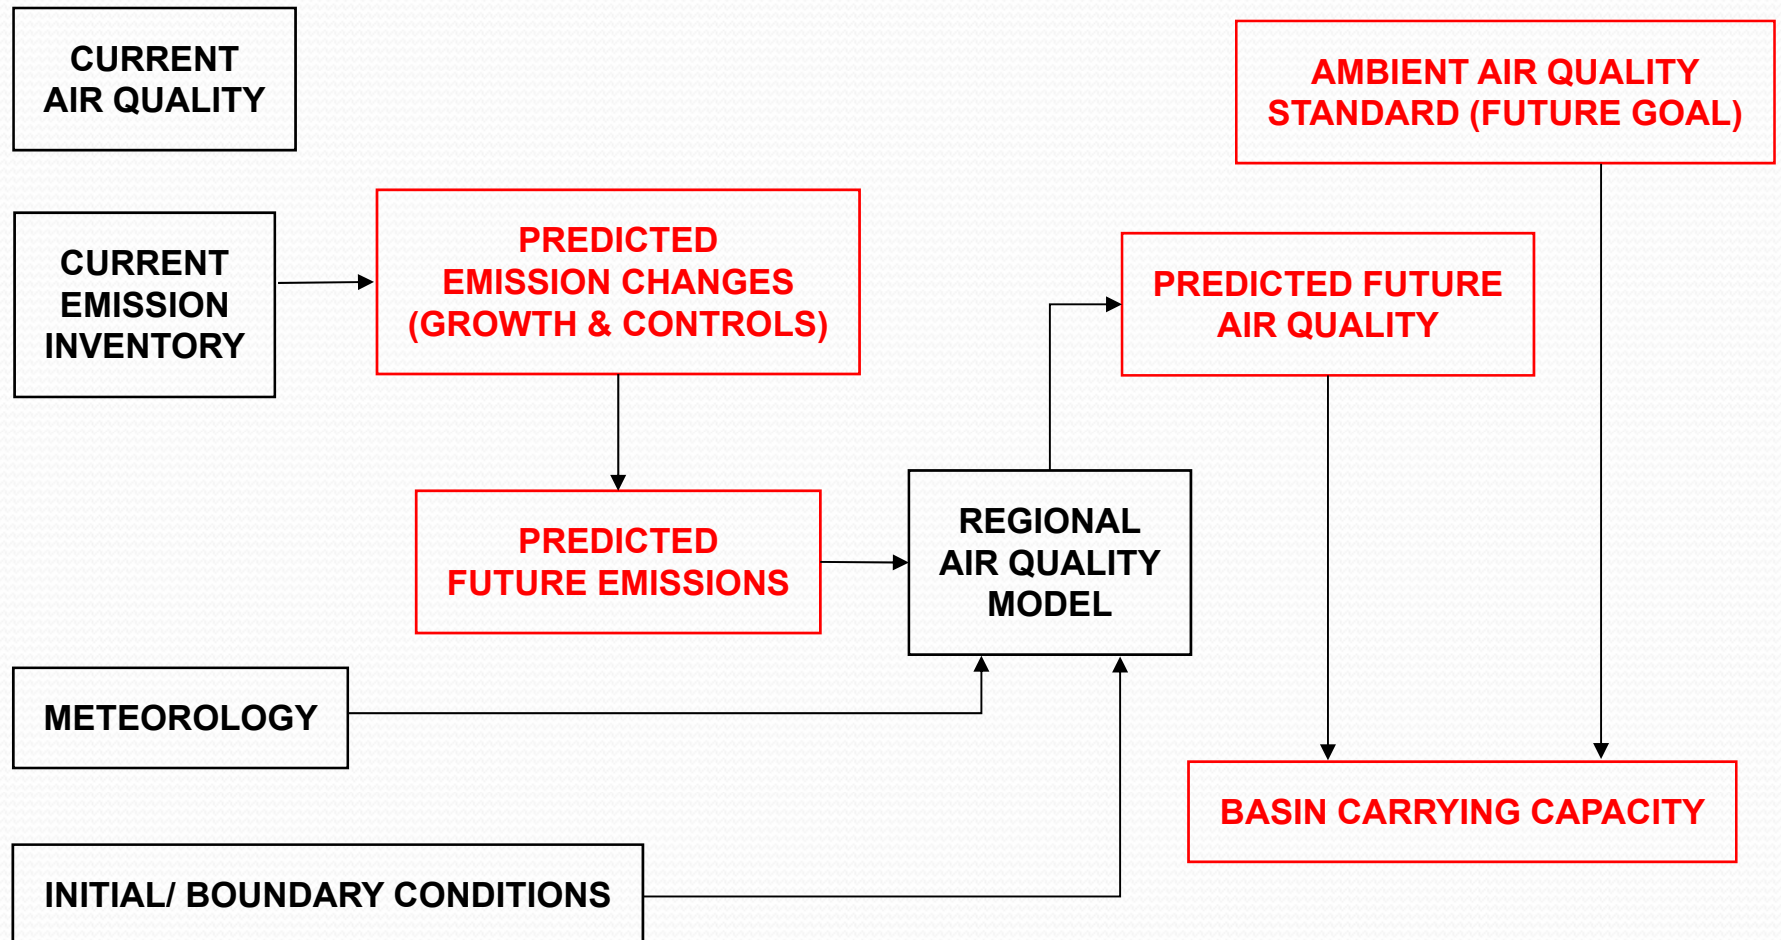 CURRENT
AIR QUALITY
AMBIENT AIR QUALITY
STANDARD (FUTURE GOAL)
CURRENT
EMISSION
INVENTORY
PREDICTED
EMISSION CHANGES
(GROWTH & CONTROLS)
PREDICTED FUTURE
AIR QUALITY
PREDICTED
FUTURE EMISSIONS
REGIONAL
AIR QUALITY
MODEL
METEOROLOGY
BASIN CARRYING CAPACITY
INITIAL/ BOUNDARY CONDITIONS